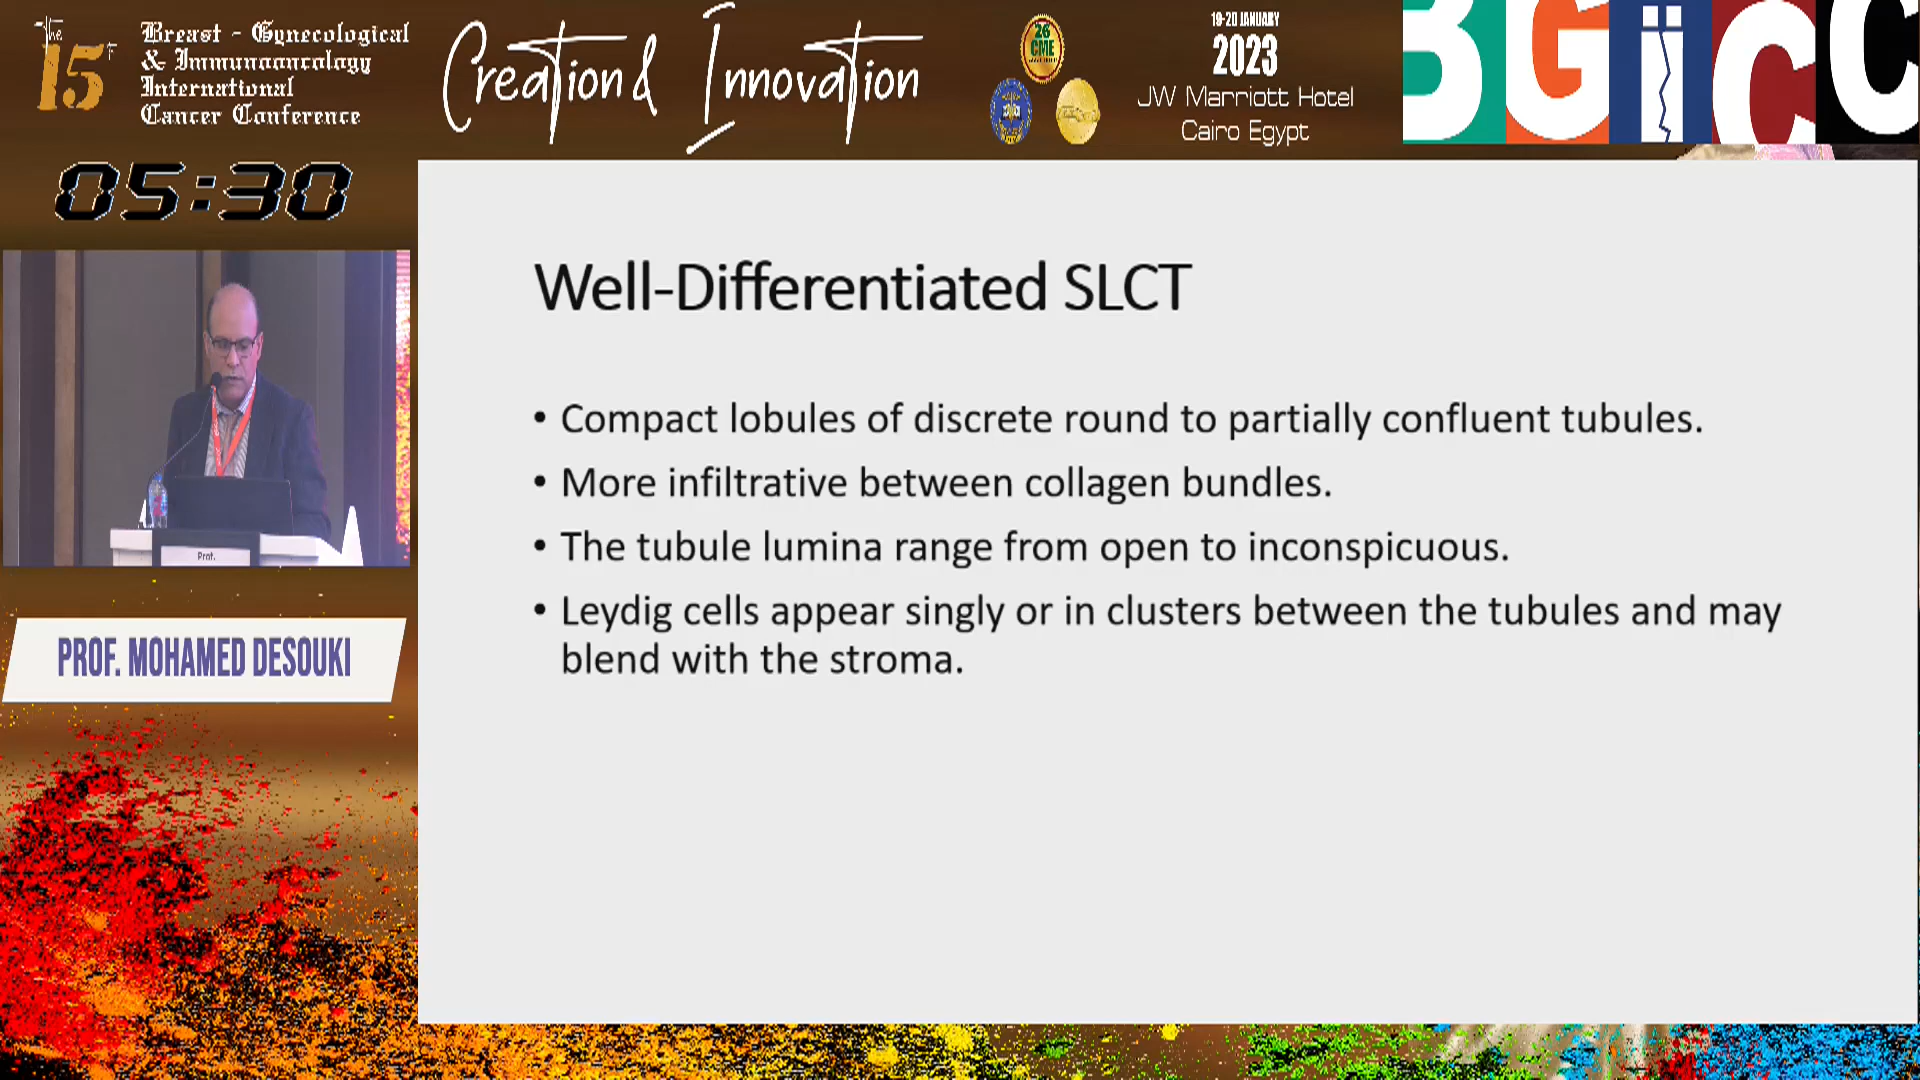 The
15th
Breast - Gynecological
& Immunooncology
International
Cancer Conference
Creation & Innovation
26
CME
19-20 JANUARY
2023
JW Marriott Hotel
Cairo Egypt
BGiCC
05:30
Prof.
PROF. MOHAMED DESOUKI
Well-Differentiated SLCT
• Compact lobules of discrete round to partially confluent tubules.
• More infiltrative between collagen bundles.
• The tubule lumina range from open to inconspicuous.
• Leydig cells appear singly or in clusters between the tubules and may
blend with the stroma.